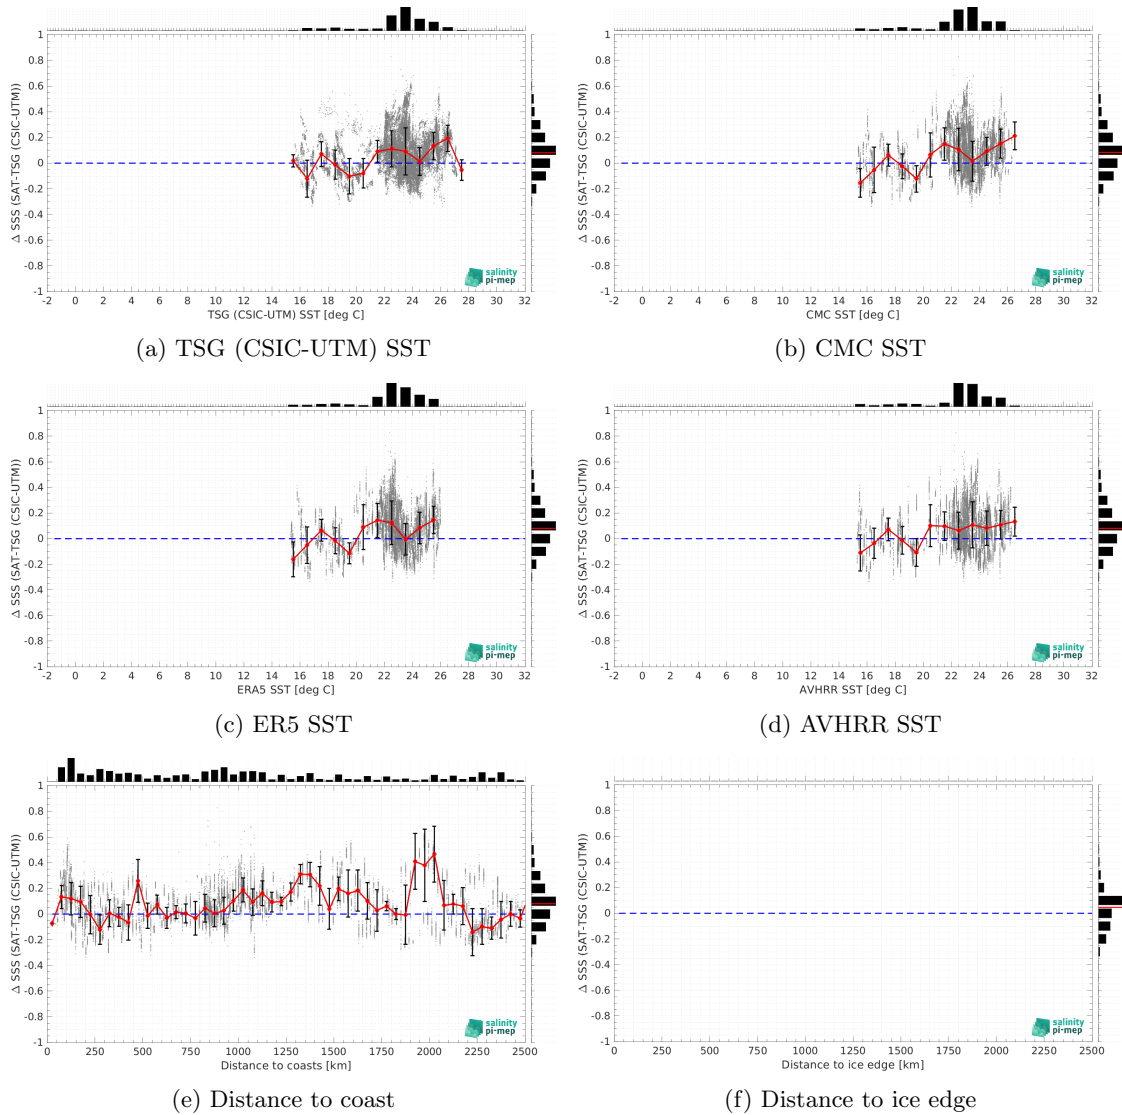 1
0.8
0.6
0.4
0.2
0
-0.2
-0.4
-0.6
-0.8
-1
Δ SSS (SAT-TSG (CSIC-UTM))
-2 0 2 4 6 8 10 12 14 16 18 20 22 24 26 28 30 32
TSG (CSIC-UTM) SST [deg C]
salinity
pi-mep
(a) TSG (CSIC-UTM) SST
1
0.8
0.6
0.4
0.2
0
-0.2
-0.4
-0.6
-0.8
-1
Δ SSS (SAT-TSG (CSIC-UTM))
-2 0 2 4 6 8 10 12 14 16 18 20 22 24 26 28 30 32
CMC SST [deg C]
salinity
pi-mep
(b) CMC SST
1
0.8
0.6
0.4
0.2
0
-0.2
-0.4
-0.6
-0.8
-1
Δ SSS (SAT-TSG (CSIC-UTM))
-2 0 2 4 6 8 10 12 14 16 18 20 22 24 26 28 30 32
ERA5 SST [deg C]
salinity
pi-mep
(c) ER5 SST
1
0.8
0.6
0.4
0.2
0
-0.2
-0.4
-0.6
-0.8
-1
Δ SSS (SAT-TSG (CSIC-UTM))
-2 0 2 4 6 8 10 12 14 16 18 20 22 24 26 28 30 32
AVHRR SST [deg C]
salinity
pi-mep
(d) AVHRR SST
1
0.8
0.6
0.4
0.2
0
-0.2
-0.4
-0.6
-0.8
-1
Δ SSS (SAT-TSG (CSIC-UTM))
0 250 500 750 1000 1250 1500 1750 2000 2250 2500
Distance to coasts [km]
salinity
pi-mep
(e) Distance to coast
1
0.8
0.6
0.4
0.2
0
-0.2
-0.4
-0.6
-0.8
-1
Δ SSS (SAT-TSG (CSIC-UTM))
0 250 500 750 1000 1250 1500 1750 2000 2250 2500
Distance to ice edge [km]
salinity
pi-mep
(f) Distance to ice edge